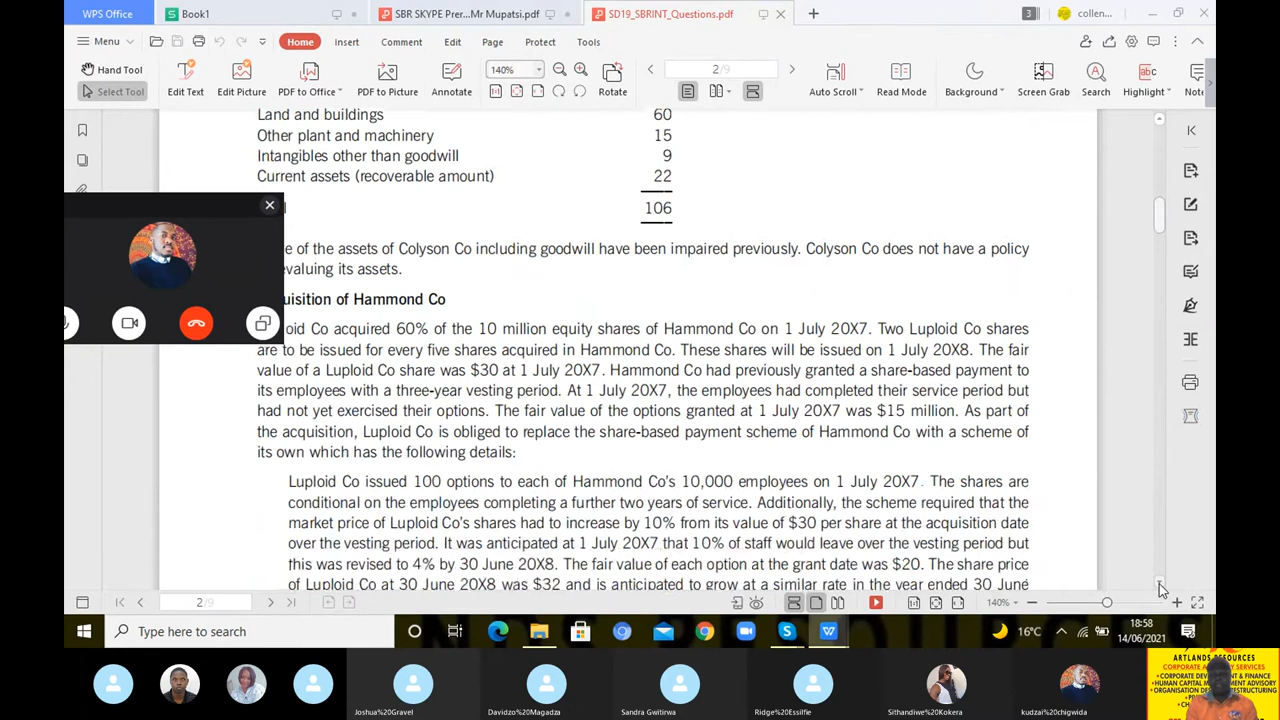 WPS Office
Book1
SBR SKYPE Prer...Mr Mupatsi.pdf
SD19_SBRINT_Questions.pdf
3
collen...
Menu
Home
Insert
Comment
Edit
Page
Protect
Tools
Hand Tool
Select Tool
Edit Text
Edit Picture
PDF to Office
PDF to Picture
Annotate
140%
Rotate
2/9
Auto Scroll
Read Mode
Background
Screen Grab
Search
Highlight
Note
Land and buildings 60
Other plant and machinery 15
Intangibles other than goodwill 9
Current assets (recoverable amount) 22
106
e of the assets of Colyson Co including goodwill have been impaired previously. Colyson Co does not have a policy
evaluing its assets.
uisition of Hammond Co
oid Co acquired 60% of the 10 million equity shares of Hammond Co on 1 July 20X7. Two Luploid Co shares
are to be issued for every five shares acquired in Hammond Co. These shares will be issued on 1 July 20X8. The fair
value of a Luploid Co share was $30 at 1 July 20X7. Hammond Co had previously granted a share-based payment to
its employees with a three-year vesting period. At 1 July 20X7, the employees had completed their service period but
had not yet exercised their options. The fair value of the options granted at 1 July 20X7 was $15 million. As part of
the acquisition, Luploid Co is obliged to replace the share-based payment scheme of Hammond Co with a scheme of
its own which has the following details:
Luploid Co issued 100 options to each of Hammond Co's 10,000 employees on 1 July 20X7. The shares are
conditional on the employees completing a further two years of service. Additionally, the scheme required that the
market price of Luploid Co's shares had to increase by 10% from its value of $30 per share at the acquisition date
over the vesting period. It was anticipated at 1 July 20X7 that 10% of staff would leave over the vesting period but
this was revised to 4% by 30 June 20X8. The fair value of each option at the grant date was $20. The share price
of Luploid Co at 30 June 20X8 was $32 and is anticipated to grow at a similar rate in the year ended 30 June
2/9
140%
Type here to search
16°C
18:58
14/06/2021
Joshua%20Gravel
Davidzo%20Magadza
Sandra Gwitirwa
Ridge%20Essilfie
Sithandiwe%20Kokera
kudzai%20chigwida
ARTLANDS RESOURCES